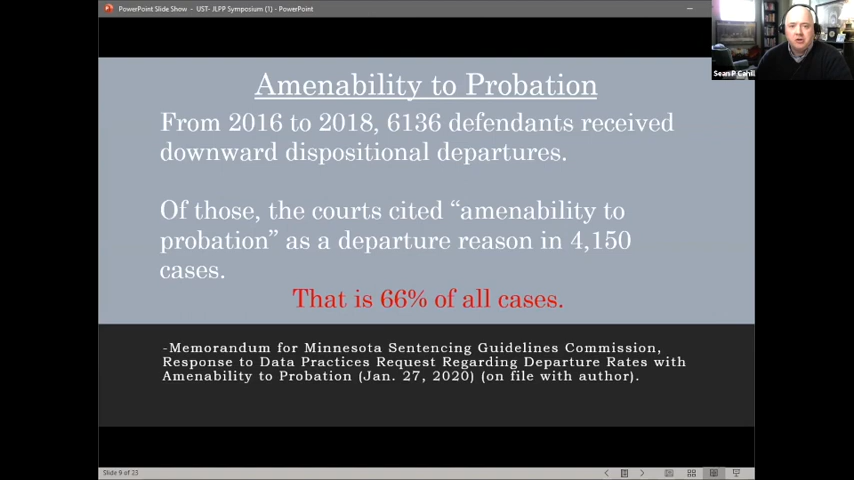 PowerPoint Slide Show - UST- JLPP Symposium (1) - PowerPoint
Sean P Cahill
Amenability to Probation
From 2016 to 2018, 6136 defendants received
downward dispositional departures.
Of those, the courts cited “amenability to
probation” as a departure reason in 4,150
cases.
That is 66% of all cases.
-Memorandum for Minnesota Sentencing Guidelines Commission,
Response to Data Practices Request Regarding Departure Rates with
Amenability to Probation (Jan. 27, 2020) (on file with author).
Slide 9 of 23